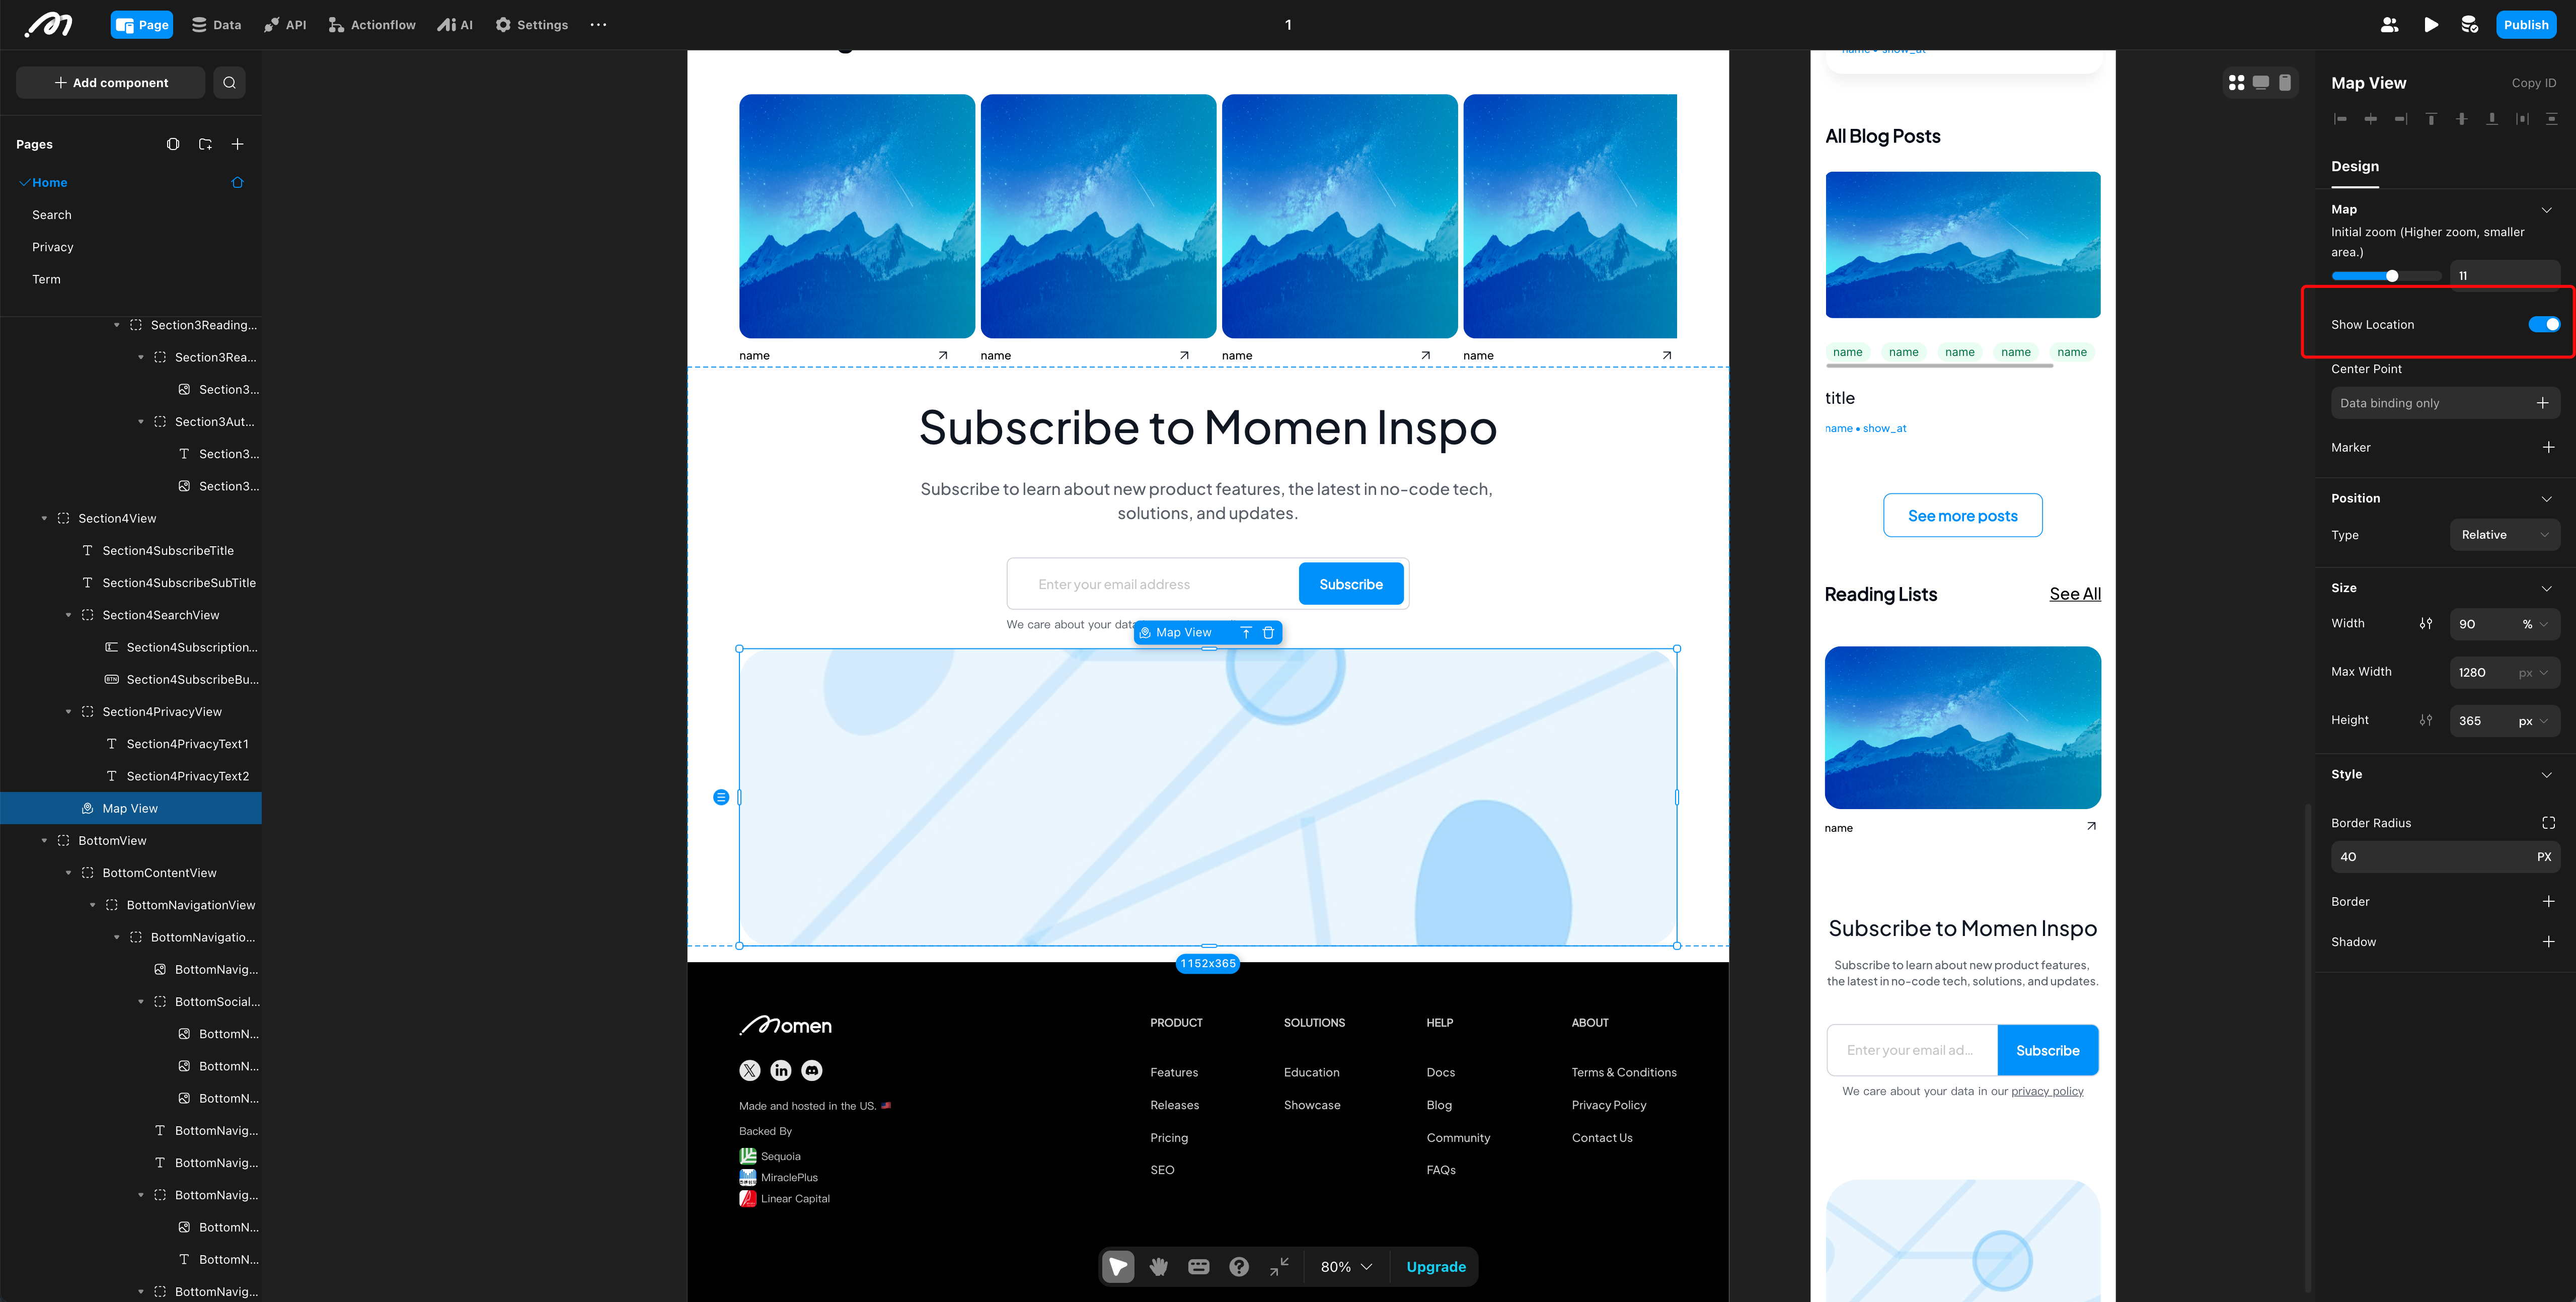 Page
Data
API
Actionflow
AI
Settings
1
Publish
Add component
Pages
Home
Search
Privacy
Term
Section3Reading...
Section3Rea...
Section3...
Section3Aut...
Section3...
Section3...
Section4View
Section4SubscribeTitle
Section4SubscribeSubTitle
Section4SearchView
Section4Subscription...
BTN
Section4SubscribeBu...
Section4PrivacyView
Section4PrivacyText1
Section4PrivacyText2
Map View
BottomView
BottomContentView
BottomNavigationView
BottomNavigatio...
BottomNavig...
BottomSocial...
BottomN...
BottomN...
BottomN...
BottomNavig...
BottomNavig...
BottomNavig...
BottomN...
BottomN...
BottomNavig...
name
name
name
name
Subscribe to Momen Inspo
Subscribe to learn about new product features, the latest in no-code tech,
solutions, and updates.
Enter your email address
Subscribe
We care about your data
Map View
1152x365
Momen
Made and hosted in the US.
Backed By
Sequoia
MiraclePlus
Linear Capital
PRODUCT
Features
Releases
Pricing
SEO
SOLUTIONS
Education
Showcase
HELP
Docs
Blog
Community
FAQs
ABOUT
Terms & Conditions
Privacy Policy
Contact Us
80%
Upgrade
name • show_at
All Blog Posts
name
name
name
name
name
title
name • show_at
See more posts
Reading Lists
See All
name
Subscribe to Momen Inspo
Subscribe to learn about new product features,
the latest in no-code tech, solutions, and updates.
Enter your email ad...
Subscribe
We care about your data in our privacy policy
Map View
Copy ID
Design
Map
Initial zoom (Higher zoom, smaller
area.)
11
Show Location
Center Point
Data binding only
Marker
Position
Type
Relative
Size
Width
90
%
Max Width
1280
px
Height
365
px
Style
Border Radius
40
PX
Border
Shadow